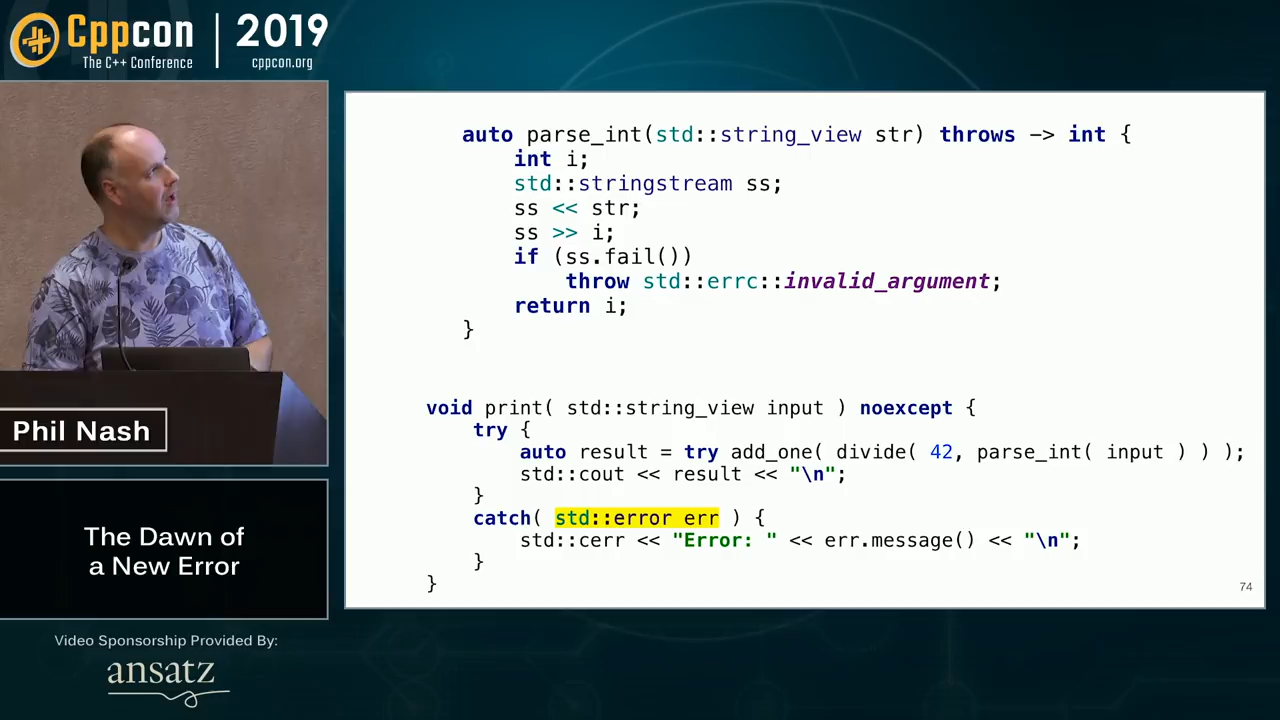 Cppcon | 2019
The C++ Conference cppcon.org
auto parse_int(std::string_view str) throws -> int {
int i;
std::stringstream ss;
ss << str;
ss >> i;
if (ss.fail())
throw std::errc::invalid_argument;
return i;
}
void print( std::string_view input ) noexcept {
try {
auto result = try add_one( divide( 42, parse_int( input ) ) );
std::cout << result << "\n";
}
catch( std::error err ) {
std::cerr << "Error: " << err.message() << "\n";
}
}
74
Phil Nash
The Dawn of
a New Error
Video Sponsorship Provided By:
ansatz